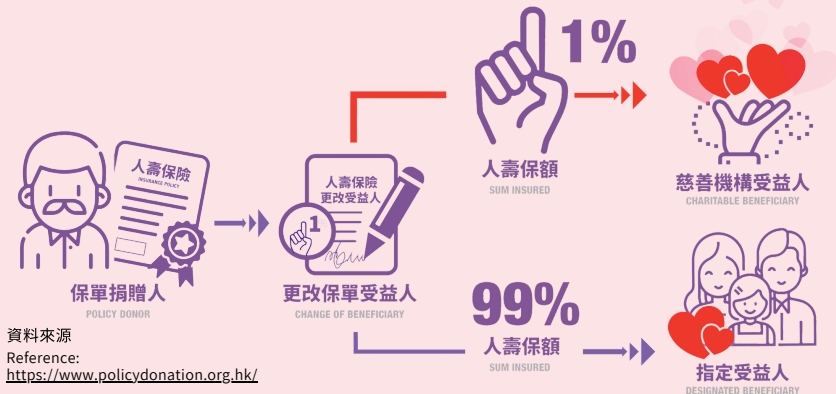 人壽保險
INSURANCE POLICY
保單捐贈人
POLICY DONOR
人壽保險
更改受益人
1
更改保單受益人
CHANGE OF BENEFICIARY
1%
人壽保額
SUM INSURED
慈善機構受益人
CHARITABLE BENEFICIARY
99%
人壽保額
SUM INSURED
指定受益人
DESIGNATED BENEFICIARY
資料來源
Reference:
https://www.policydonation.org.hk/